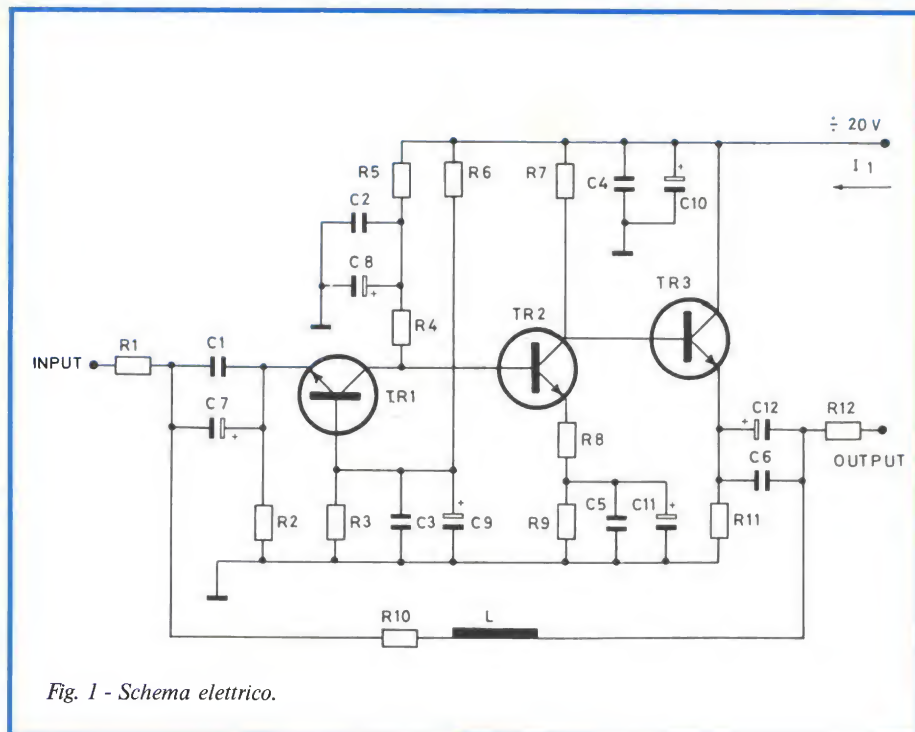 ÷ 20 V
I 1
R5
R6
R7
C4
C10
+
C2
C8
+
R4
TR2
TR3
INPUT
R1
C1
TR1
C7
+
C12
+
R12
R8
C6
OUTPUT
R2
R3
C3
C9
+
R9
C5
C11
+
R11
R10
L
Fig. 1 - Schema elettrico.